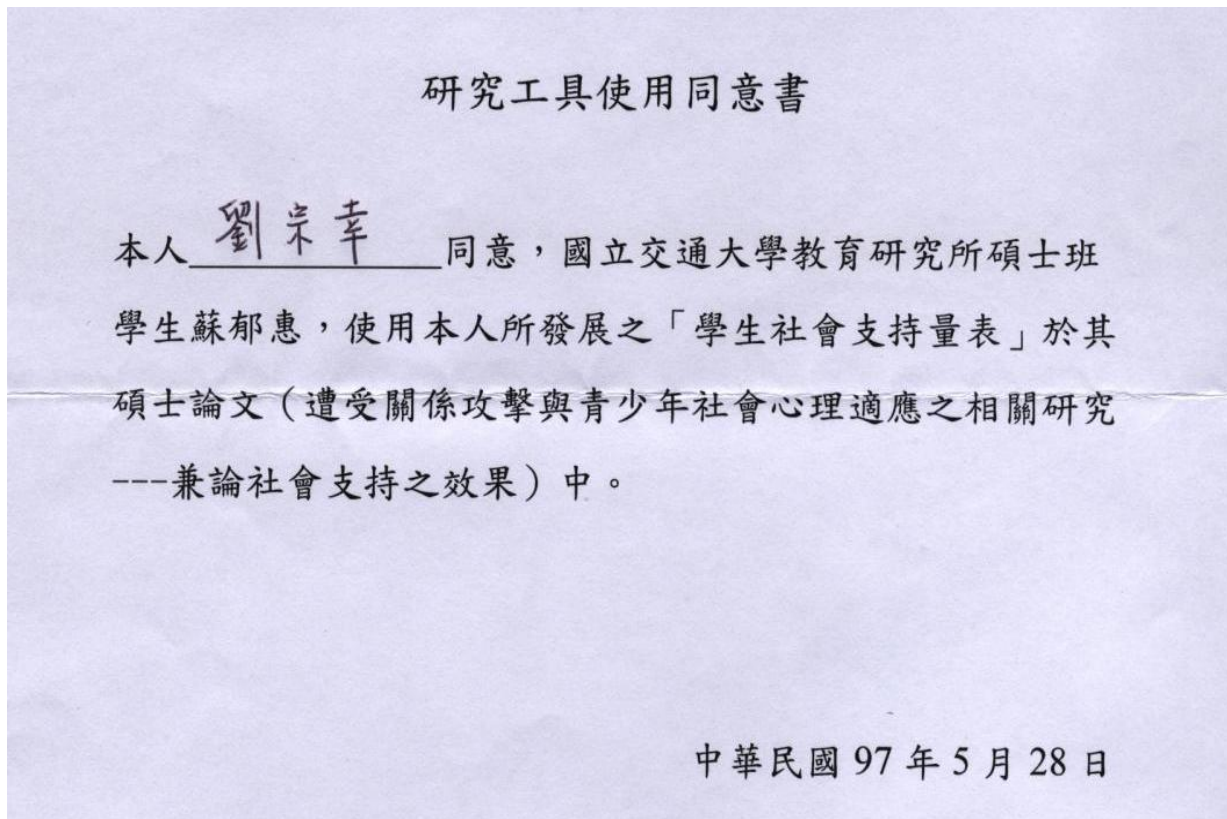 研究工具使用同意書
本人劉宗幸同意，國立交通大學教育研究所碩士班
學生蘇郁惠，使用本人所發展之「學生社會支持量表」於其
碩士論文（遭受關係攻擊與青少年社會心理適應之相關研究
---兼論社會支持之效果）中。
中華民國 97 年 5 月 28 日